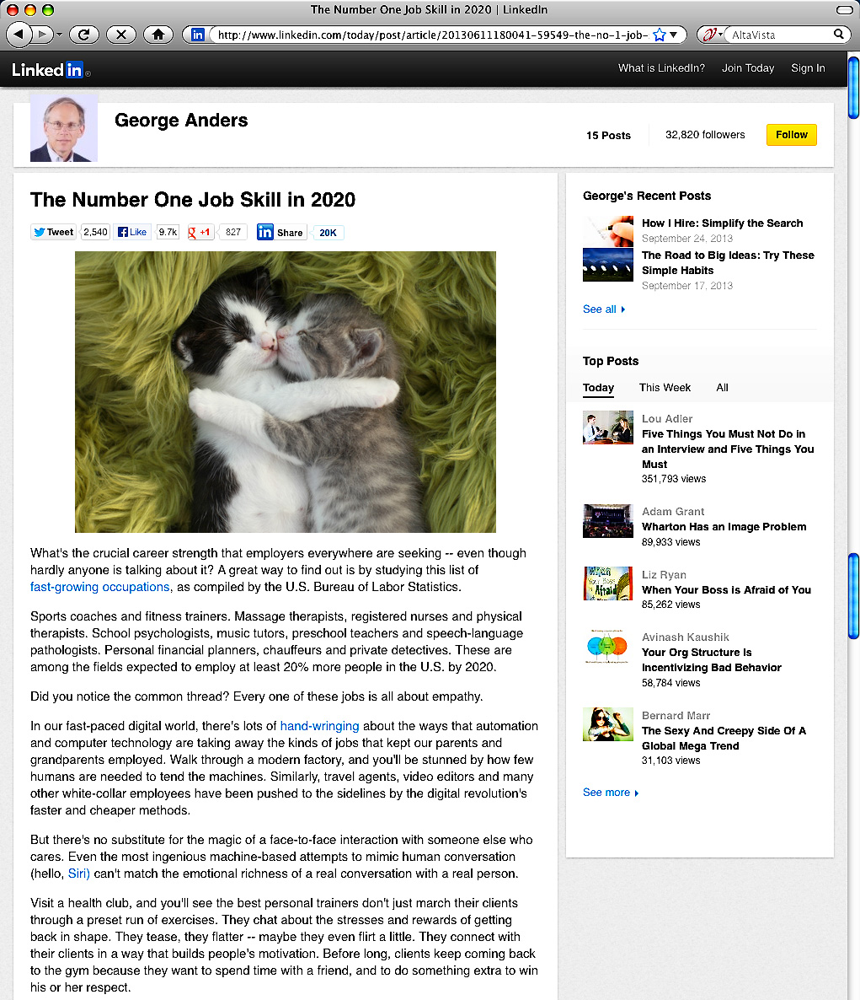 The Number One Job Skill in 2020 | LinkedIn
http://www.linkedin.com/today/post/article/20130611180041-59549-the-no-1-job-
AltaVista
Linked in
What is LinkedIn?
Join Today
Sign In
George Anders
15 Posts
32,820 followers
Follow
The Number One Job Skill in 2020
Tweet
2,540
Like
9.7k
+1
827
in Share
20K
What's the crucial career strength that employers everywhere are seeking -- even though
hardly anyone is talking about it? A great way to find out is by studying this list of
fast-growing occupations, as compiled by the U.S. Bureau of Labor Statistics.
Sports coaches and fitness trainers. Massage therapists, registered nurses and physical
therapists. School psychologists, music tutors, preschool teachers and speech-language
pathologists. Personal financial planners, chauffeurs and private detectives. These are
among the fields expected to employ at least 20% more people in the U.S. by 2020.
Did you notice the common thread? Every one of these jobs is all about empathy.
In our fast-paced digital world, there's lots of hand-wringing about the ways that automation
and computer technology are taking away the kinds of jobs that kept our parents and
grandparents employed. Walk through a modern factory, and you'll be stunned by how few
humans are needed to tend the machines. Similarly, travel agents, video editors and many
other white-collar employees have been pushed to the sidelines by the digital revolution's
faster and cheaper methods.
But there's no substitute for the magic of a face-to-face interaction with someone else who
cares. Even the most ingenious machine-based attempts to mimic human conversation
(hello, Siri) can't match the emotional richness of a real conversation with a real person.
Visit a health club, and you'll see the best personal trainers don't just march their clients
through a preset run of exercises. They chat about the stresses and rewards of getting
back in shape. They tease, they flatter -- maybe they even flirt a little. They connect with
their clients in a way that builds people's motivation. Before long, clients keep coming back
to the gym because they want to spend time with a friend, and to do something extra to win
his or her respect.
George's Recent Posts
How I Hire: Simplify the Search
September 24, 2013
The Road to Big Ideas: Try These
Simple Habits
September 17, 2013
See all
Top Posts
Today
This Week
All
Lou Adler
Five Things You Must Not Do in
an Interview and Five Things You
Must
351,793 views
Adam Grant
Wharton Has an Image Problem
89,933 views
When
Your Boss
is Afraid
Liz Ryan
When Your Boss is Afraid of You
85,262 views
Avinash Kaushik
Your Org Structure Is
Incentivizing Bad Behavior
58,784 views
Bernard Marr
The Sexy And Creepy Side Of A
Global Mega Trend
31,103 views
See more